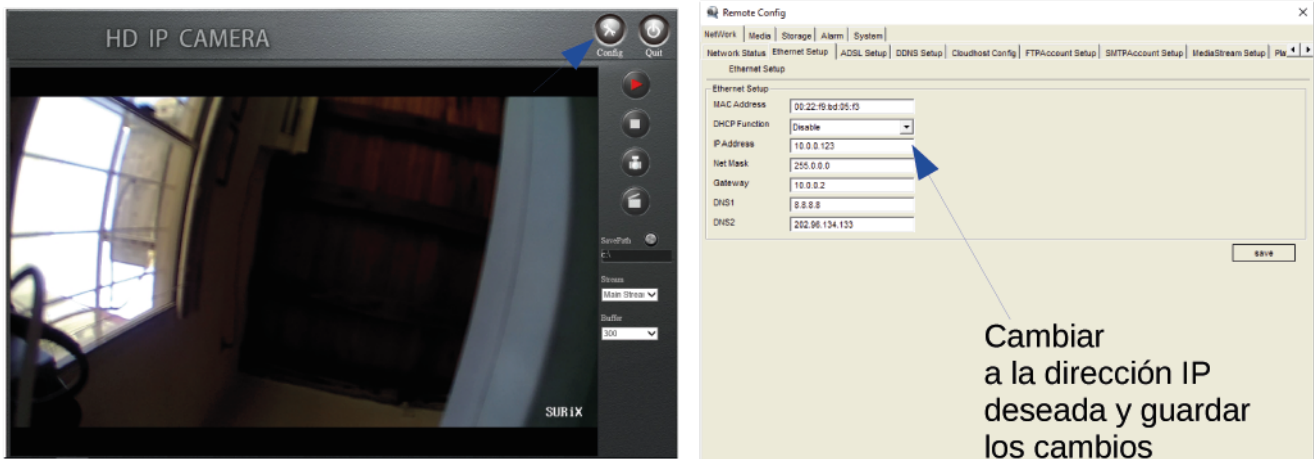 HD IP CAMERA
Config
Quit
SavePath
c:\
Stream
Main Strear
Buffer
300
SURiX
Remote Config
NetWork
Media
Storage
Alarm
System
Network Status
Ethernet Setup
ADSL Setup
DDNS Setup
Cloudhost Config
FTPAccount Setup
SMTPAccount Setup
MediaStream Setup
Ethernet Setup
Ethernet Setup
MAC Address 00:22:f9:bd:05:f3
DHCP Function Disable
IP Address 10.0.0.123
Net Mask 255.0.0.0
Gateway 10.0.0.2
DNS1 8.8.8.8
DNS2 202.96.134.133
save
Cambiar
a la dirección IP
deseada y guardar
los cambios